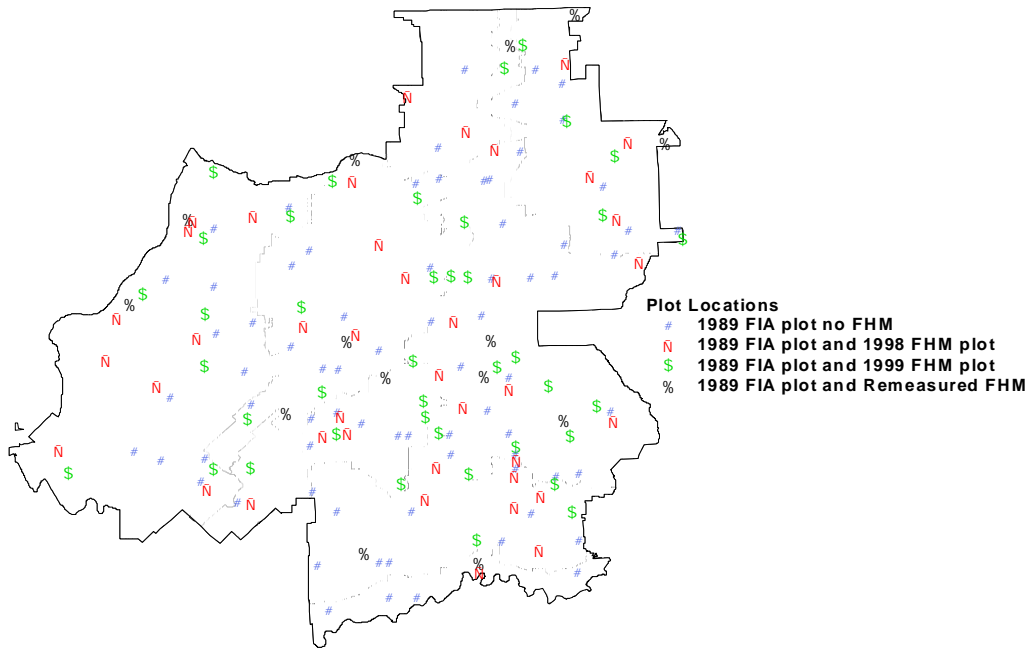 Plot Locations
# 1989 FIA plot no FHM
Ñ 1989 FIA plot and 1998 FHM plot
$ 1989 FIA plot and 1999 FHM plot
% 1989 FIA plot and Remeasured FHM